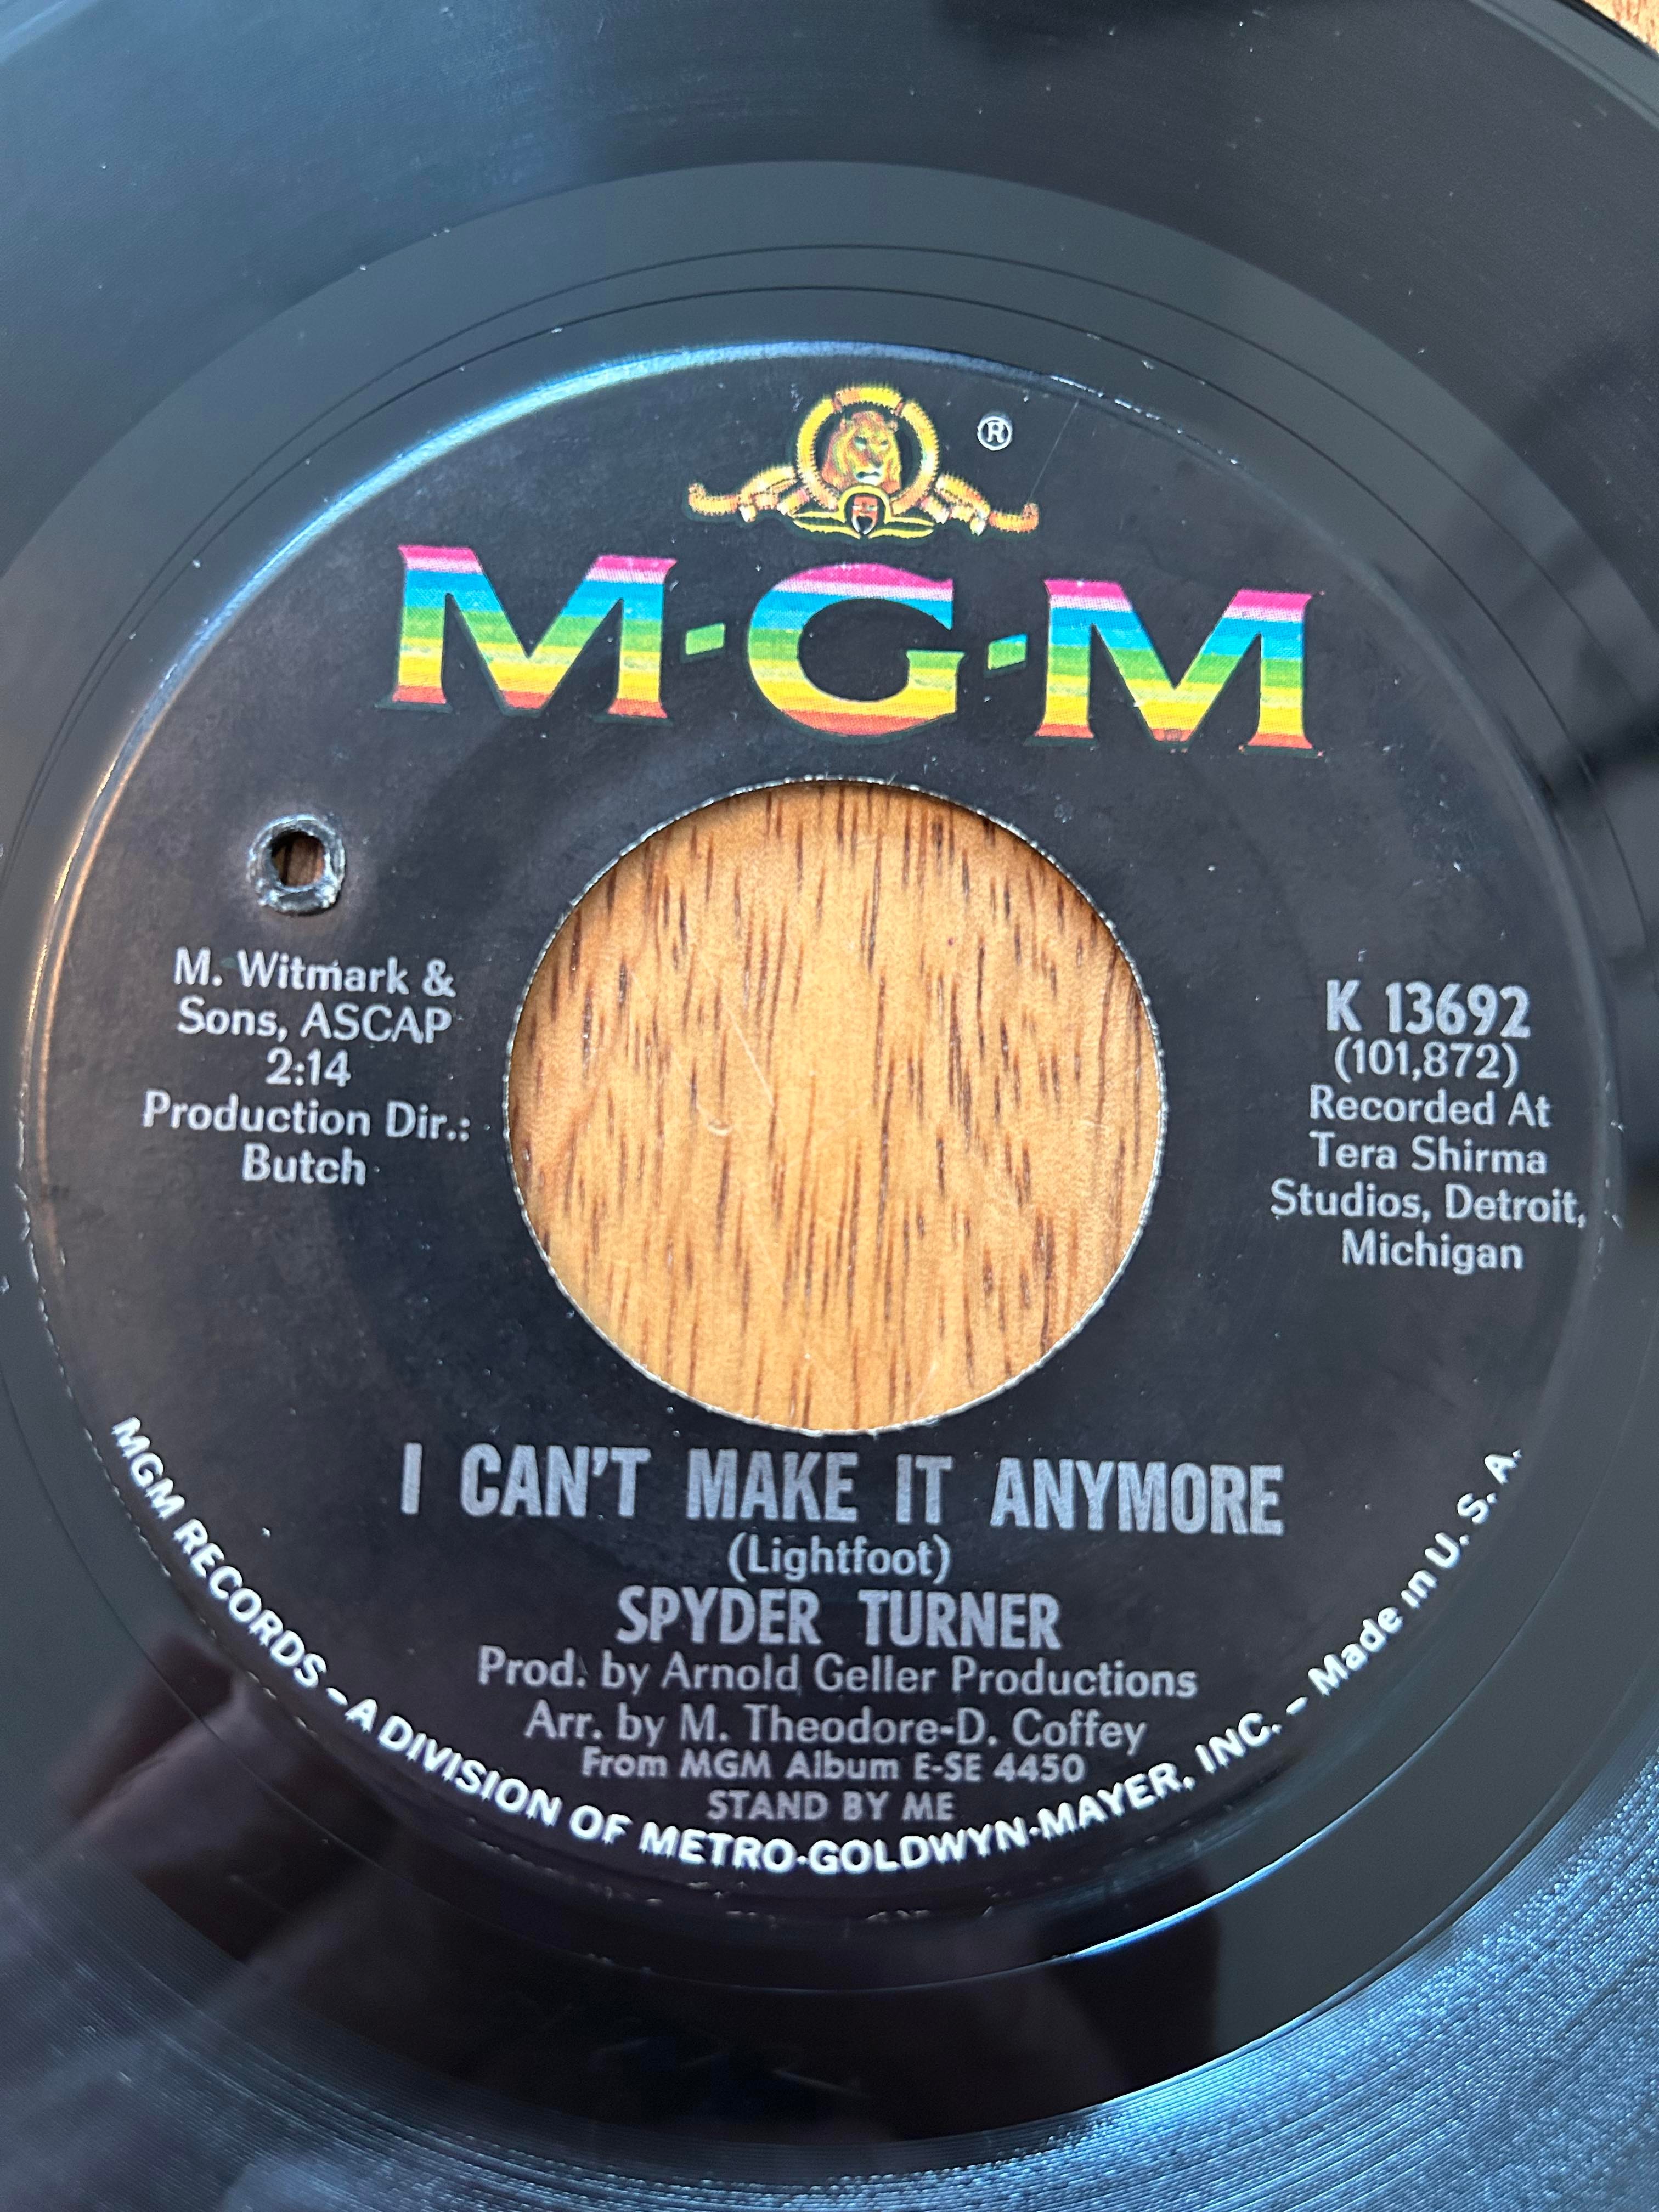 ®
M-G-M
M. Witmark &
Sons, ASCAP
2:14
Production Dir.:
Butch
K 13692
(101,872)
Recorded At
Tera Shirma
Studios, Detroit,
Michigan
I CAN'T MAKE IT ANYMORE
(Lightfoot)
SPYDER TURNER
Prod. by Arnold Geller Productions
Arr. by M. Theodore-D. Coffey
From MGM Album E-SE 4450
STAND BY ME
MGM RECORDS – A DIVISION OF METRO-GOLDWYN-MAYER, INC. – Made in U. S. A.